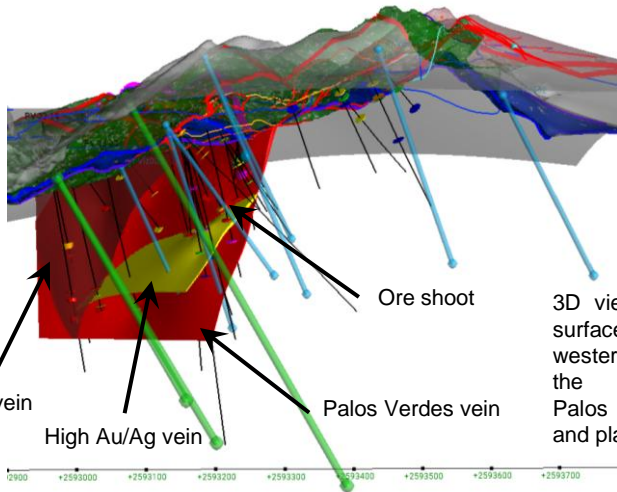 Ore shoot
3D vie
surface
wester
the
Palos
and pla
vein
Palos Verdes vein
High Au/Ag vein
+2593000 +2593100 +2593200 +2593300 +2593400 +2593500 +2593600 +2593700